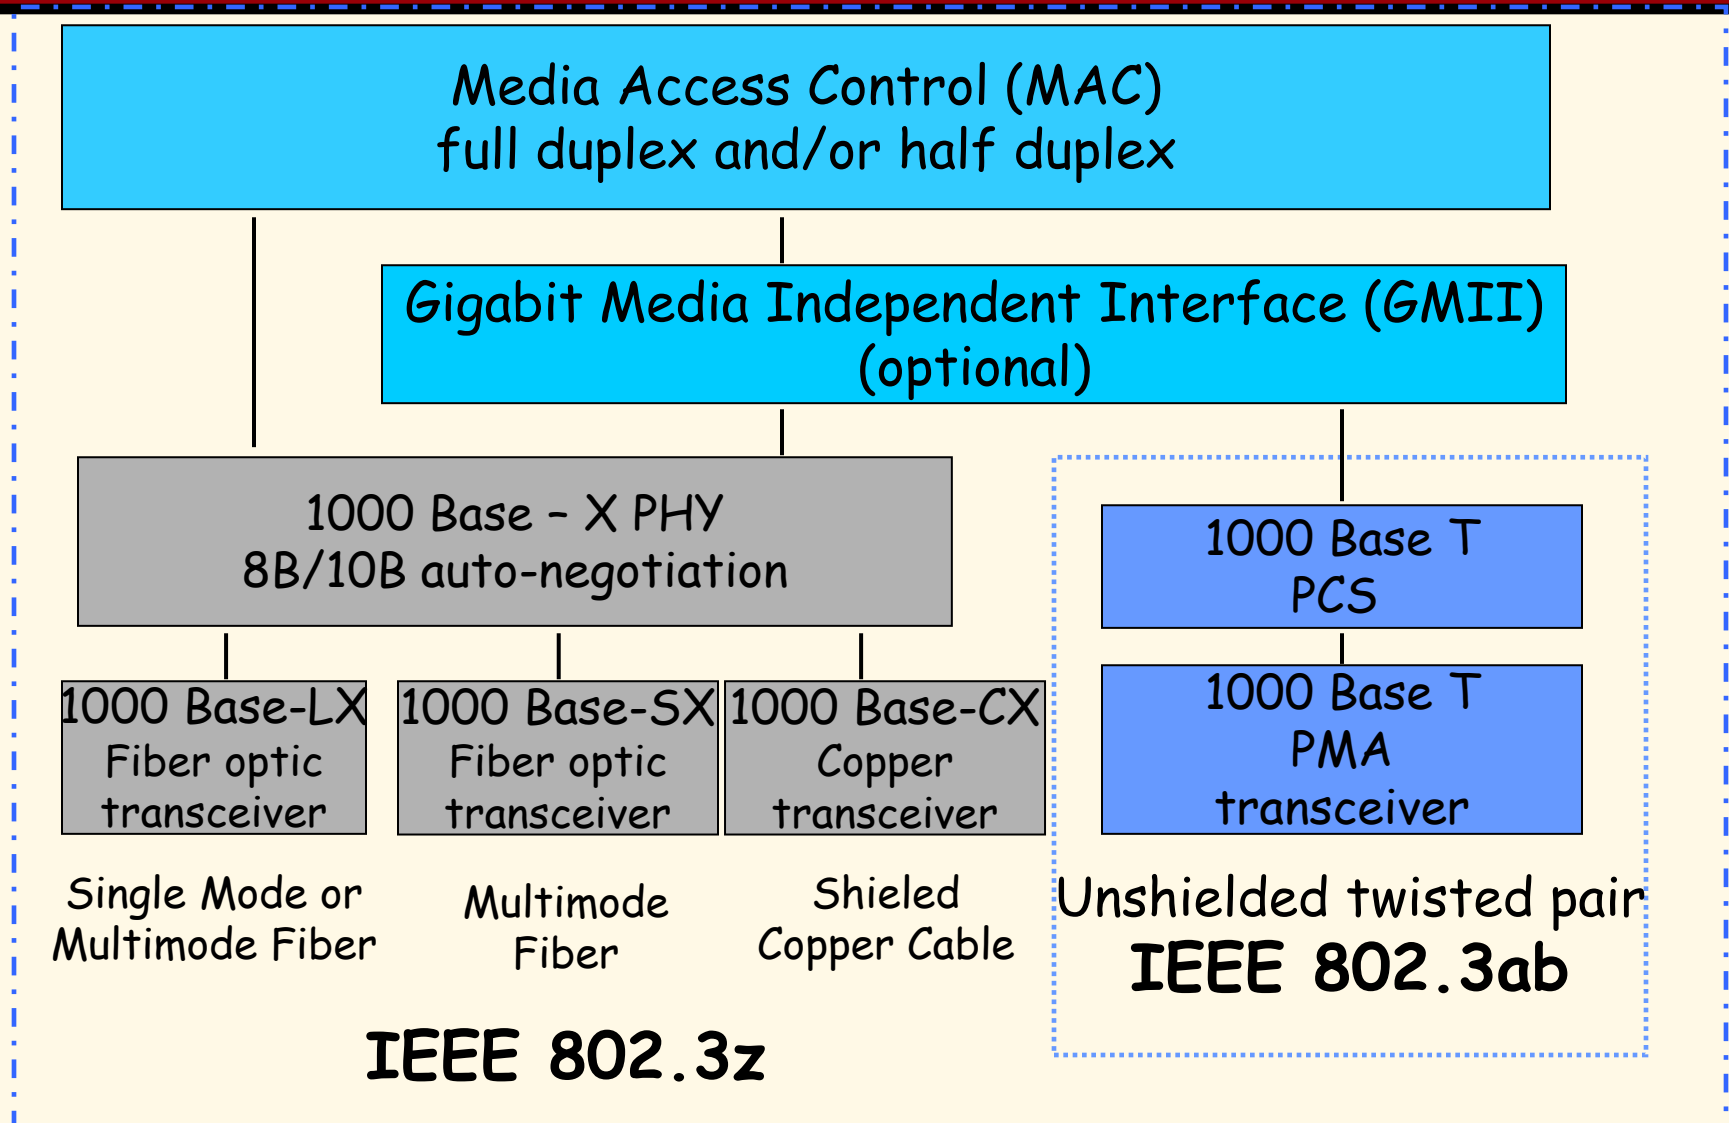 Media Access Control (MAC)
full duplex and/or half duplex
Gigabit Media Independent Interface (GMII)
(optional)
1000 Base – X PHY
8B/10B auto-negotiation
1000 Base T
PCS
1000 Base-LX
Fiber optic
transceiver
1000 Base-SX
Fiber optic
transceiver
1000 Base-CX
Copper
transceiver
1000 Base T
PMA
transceiver
Single Mode or
Multimode Fiber
Multimode
Fiber
Shieled
Copper Cable
Unshielded twisted pair
IEEE 802.3ab
IEEE 802.3z